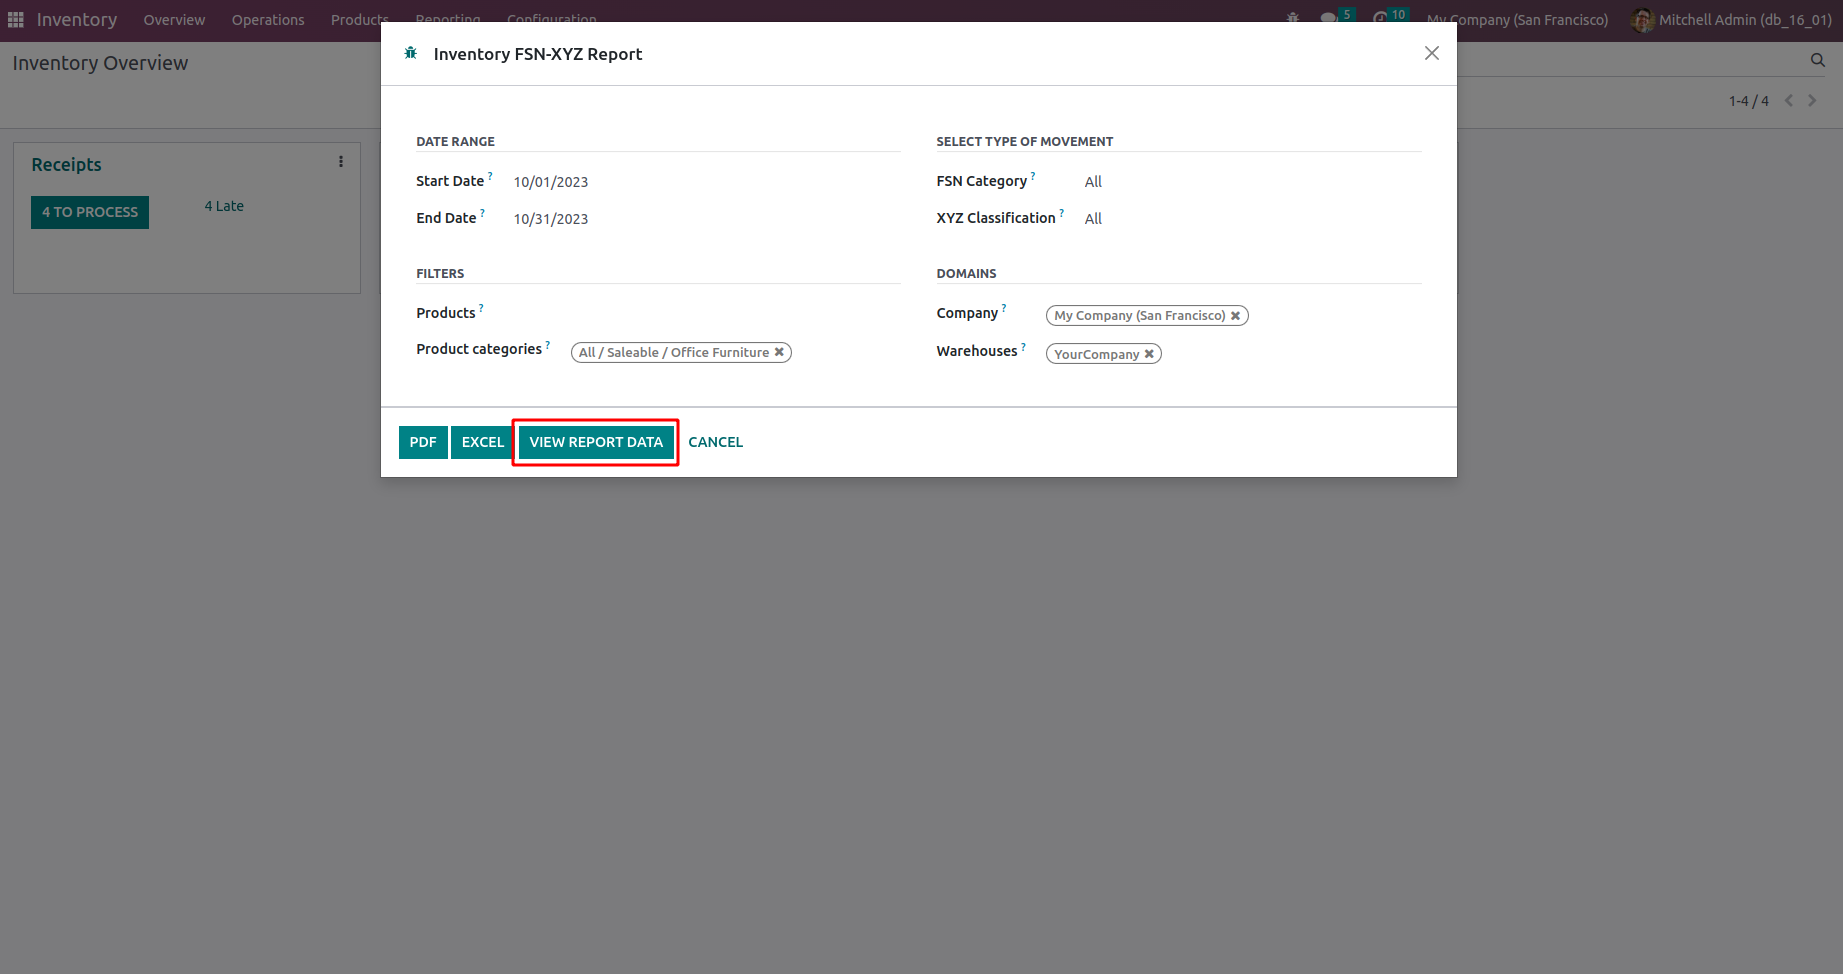 Inventory Overview Operations Products Reporting Configuration 5 10 My Company (San Francisco) Mitchell Admin (db_16_01)
Inventory Overview
1-4 / 4
Receipts
4 TO PROCESS 4 Late
Inventory FSN-XYZ Report
DATE RANGE
Start Date ? 10/01/2023
End Date ? 10/31/2023
SELECT TYPE OF MOVEMENT
FSN Category ? All
XYZ Classification ? All
FILTERS
Products ?
Product categories ? All / Saleable / Office Furniture ✖
DOMAINS
Company ? My Company (San Francisco) ✖
Warehouses ? YourCompany ✖
PDF EXCEL VIEW REPORT DATA CANCEL